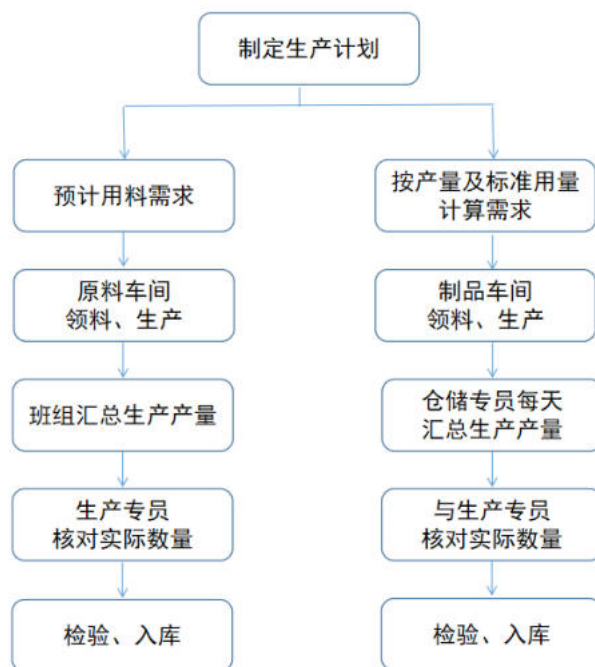 制定生产计划
预计用料需求
原料车间
领料、生产
班组汇总生产产量
生产专员
核对实际数量
检验、入库
按产量及标准用量
计算需求
制品车间
领料、生产
仓储专员每天
汇总生产产量
与生产专员
核对实际数量
检验、入库